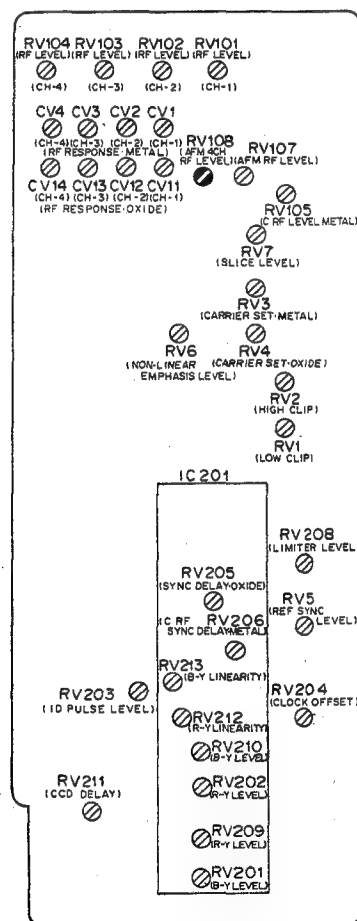 RV104 RV103 RV102 RV101
(RF LEVEL) (RF LEVEL) (RF LEVEL) (RF LEVEL)
(CH-4) (CH-3) (CH-2) (CH-1)
CV4 CV3 CV2 CV1
(CH-4) (CH-3) (CH-2) (CH-1)
(RF RESPONSE·METAL)
RV108
(AFM 4CH
RF LEVEL)
RV107
(AFM RF LEVEL)
CV14 CV13 CV12 CV11
(CH-4) (CH-3) (CH-2) (CH-1)
(RF RESPONSE·OXIDE)
RV105
(C RF LEVEL METAL)
RV7
(SLICE LEVEL)
RV3
(CARRIER SET·METAL)
RV6
(NON-LINEAR
EMPHASIS LEVEL)
RV4
(CARRIER SET·OXIDE)
RV2
(HIGH CLIP)
RV1
(LOW CLIP)
IC201
RV208
(LIMITER LEVEL
RV205
(SYNC DELAY·OXIDE)
RV5
(REF SYNC
LEVEL)
(C RF
RV206
SYNC DELAY·METAL)
RV213
(B-Y LINEARITY)
RV203
(ID PULSE LEVEL)
RV204
(CLOCK OFFSET)
RV212
(R-Y LINEARITY)
RV210
(B-Y LEVEL)
RV211
(CCD DELAY)
RV202
(R-Y LEVEL)
RV209
(R-Y LEVEL)
RV201
(B-Y LEVEL)